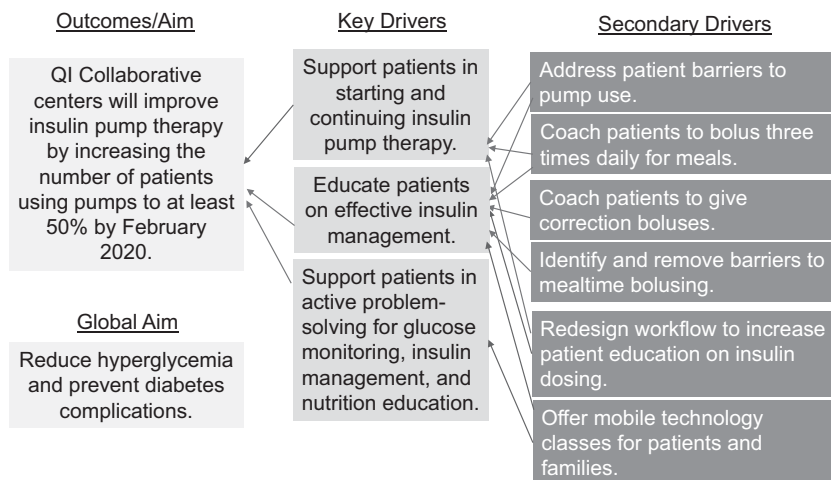 Outcomes/Aim
QI Collaborative
centers will improve
insulin pump therapy
by increasing the
number of patients
using pumps to at least
50% by February
2020.
Global Aim
Reduce hyperglycemia
and prevent diabetes
complications.
Key Drivers
Support patients in
starting and
continuing insulin
pump therapy.
Educate patients
on effective insulin
management.
Support patients in
active problem-
solving for glucose
monitoring, insulin
management, and
nutrition education.
Secondary Drivers
Address patient barriers to
pump use.
Coach patients to bolus three
times daily for meals.
Coach patients to give
correction boluses.
Identify and remove barriers to
mealtime bolusing.
Redesign workflow to increase
patient education on insulin
dosing.
Offer mobile technology
classes for patients and
families.